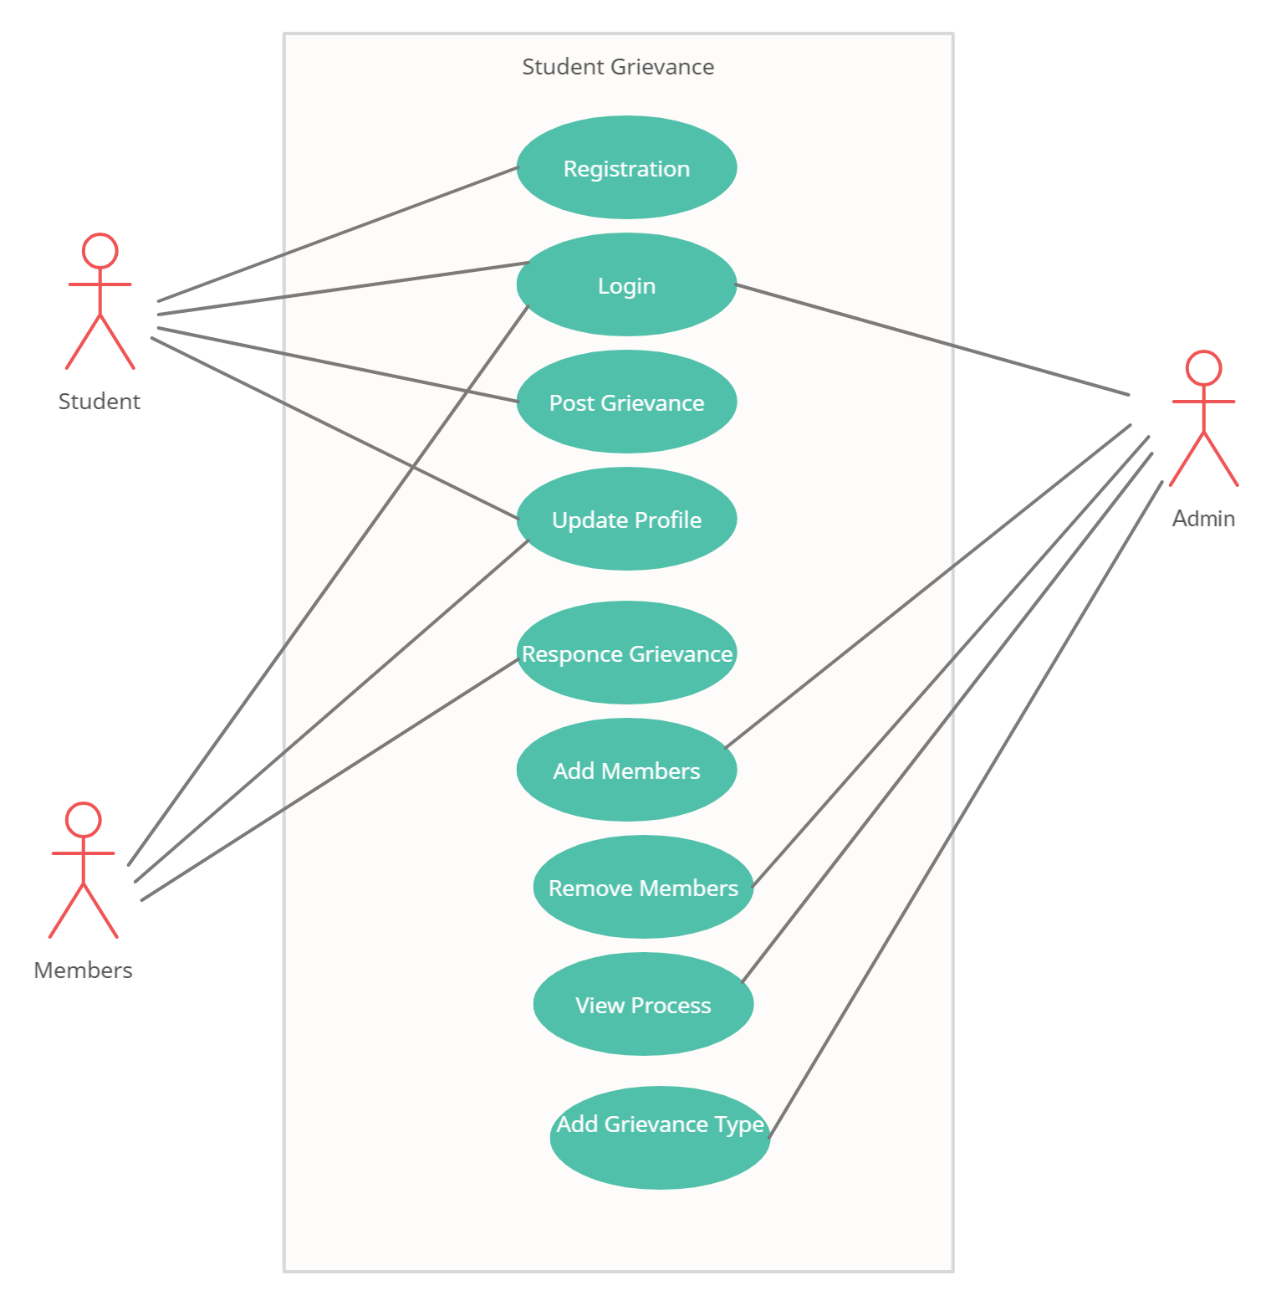 Student Grievance
Registration
Login
Post Grievance
Update Profile
Responce Grievance
Add Members
Remove Members
View Process
Add Grievance Type
Student
Members
Admin